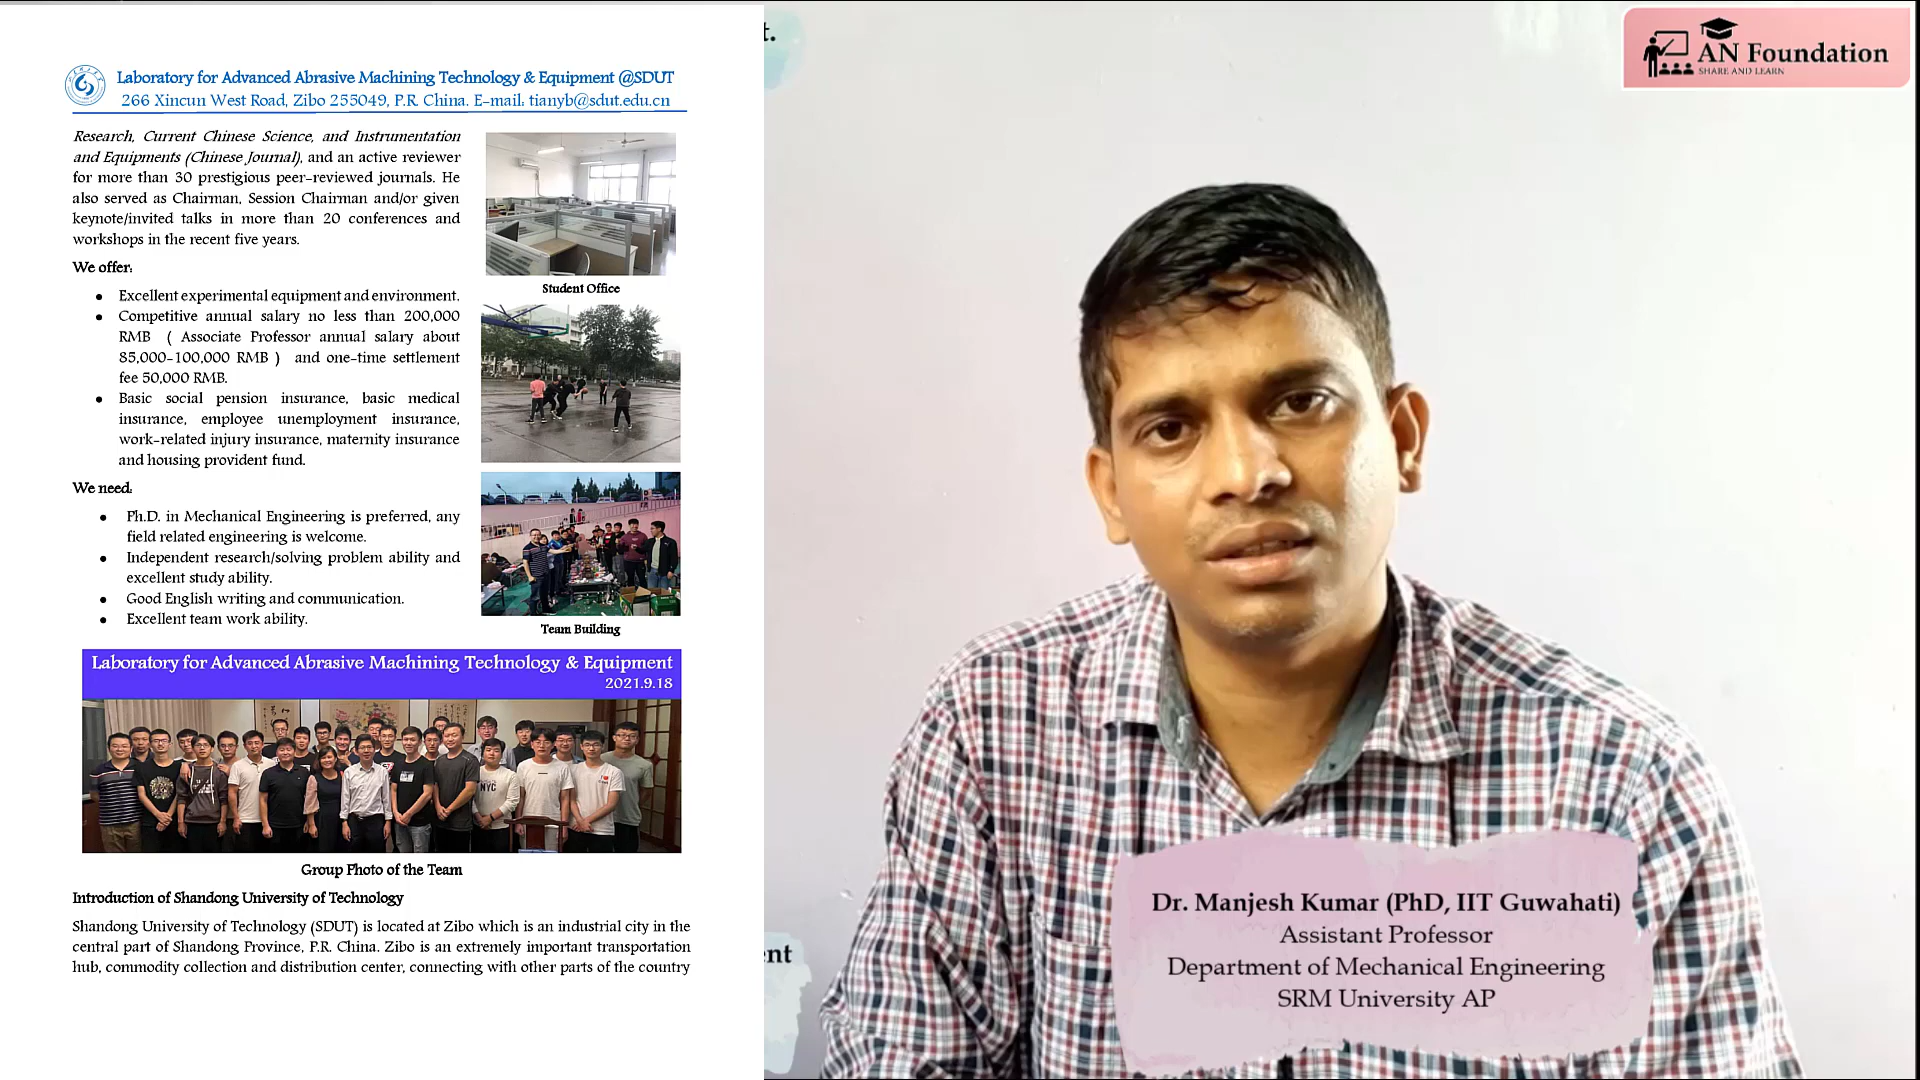 Laboratory for Advanced Abrasive Machining Technology & Equipment @SDUT
266 Xincun West Road, Zibo 255049, P.R. China. E-mail: tianyb@sdut.edu.cn
Research, Current Chinese Science, and Instrumentation
and Equipments (Chinese Journal), and an active reviewer
for more than 30 prestigious peer-reviewed journals. He
also served as Chairman, Session Chairman and/or given
keynote/invited talks in more than 20 conferences and
workshops in the recent five years.
We offer:
● Excellent experimental equipment and environment.
● Competitive annual salary no less than 200,000
RMB ( Associate Professor annual salary about
85,000-100,000 RMB ) and one-time settlement
fee 50,000 RMB.
● Basic social pension insurance, basic medical
insurance, employee unemployment insurance,
work-related injury insurance, maternity insurance
and housing provident fund.
We need:
● Ph.D. in Mechanical Engineering is preferred, any
field related engineering is welcome.
● Independent research/solving problem ability and
excellent study ability.
● Good English writing and communication.
● Excellent team work ability.
Student Office
Team Building
Laboratory for Advanced Abrasive Machining Technology & Equipment
2021.9.18
NYC
Group Photo of the Team
Introduction of Shandong University of Technology
Shandong University of Technology (SDUT) is located at Zibo which is an industrial city in the
central part of Shandong Province, P.R. China. Zibo is an extremely important transportation
hub, commodity collection and distribution center, connecting with other parts of the country
t.
nt
AN Foundation
SHARE AND LEARN
Dr. Manjesh Kumar (PhD, IIT Guwahati)
Assistant Professor
Department of Mechanical Engineering
SRM University AP